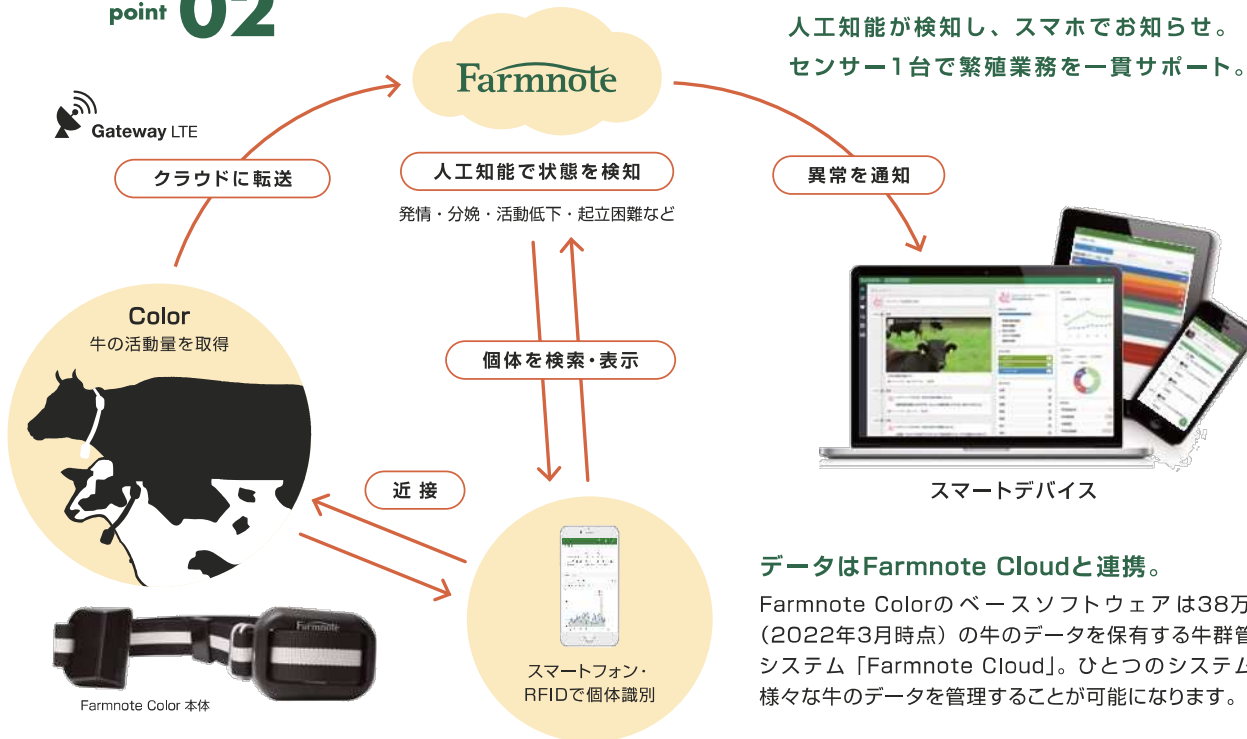 point 02
人工知能が検知し、スマホでお知らせ。
センサー1台で繁殖業務を一貫サポート。
Farmnote
Gateway LTE
クラウドに転送
人工知能で状態を検知
発情・分娩・活動低下・起立困難など
異常を通知
Color
牛の活動量を取得
個体を検索・表示
近接
スマートデバイス
スマートフォン・
RFIDで個体識別
Farmnote
Farmnote Color 本体
データはFarmnote Cloudと連携。
Farmnote Colorのベースソフトウェアは38万
(2022年3月時点)の牛のデータを保有する牛群管
システム「Farmnote Cloud」。ひとつのシステム
様々な牛のデータを管理することが可能になります。